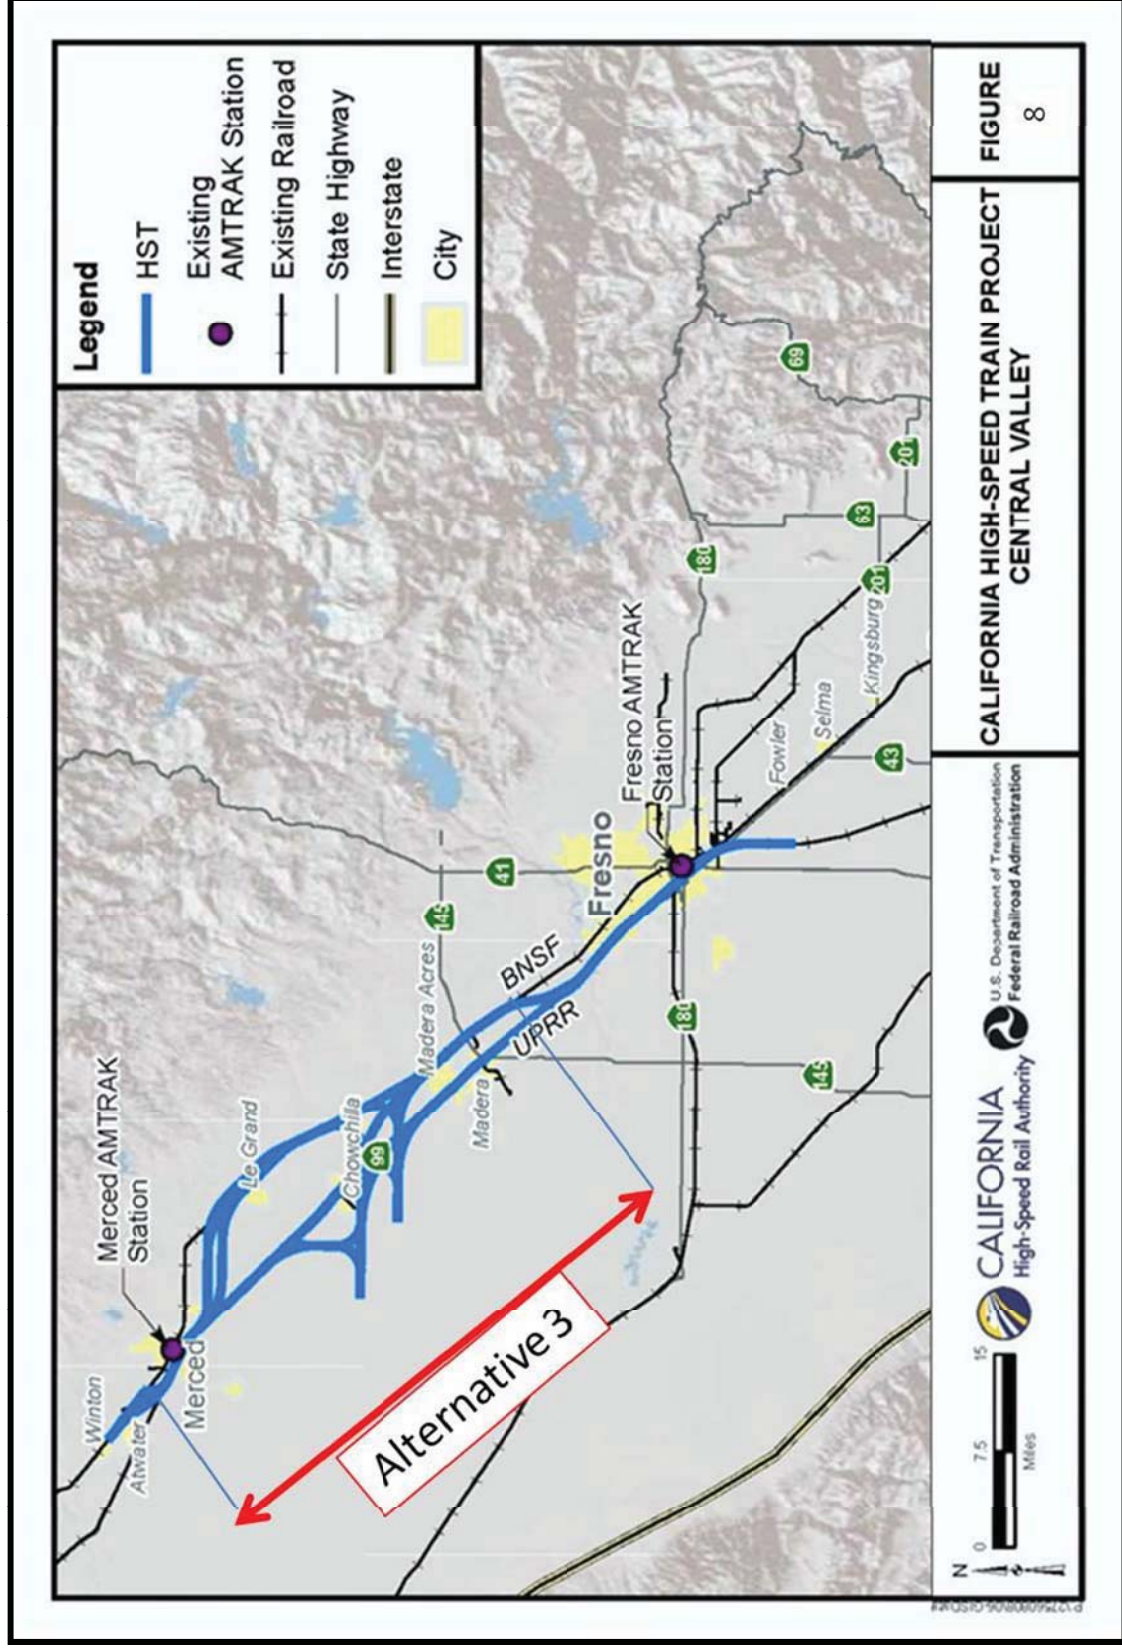 Legend
HST
Existing
AMTRAK Station
Existing Railroad
State Highway
Interstate
City
Merced AMTRAK
Station
Winton
Atwater
Merced
Le Grand
Chowchilla
99
Madera Acres
Madera
145
41
BNSF
UPRR
Fresno
Fresno AMTRAK
Station
180
180
145
Fowler
Selma
Kingsburg
43
201
63
201
69
Alternative 3
N
0
7.5
15
Miles
CALIFORNIA
High-Speed Rail Authority
U.S. Department of Transportation
Federal Railroad Administration
CALIFORNIA HIGH-SPEED TRAIN PROJECT
CENTRAL VALLEY
FIGURE
8